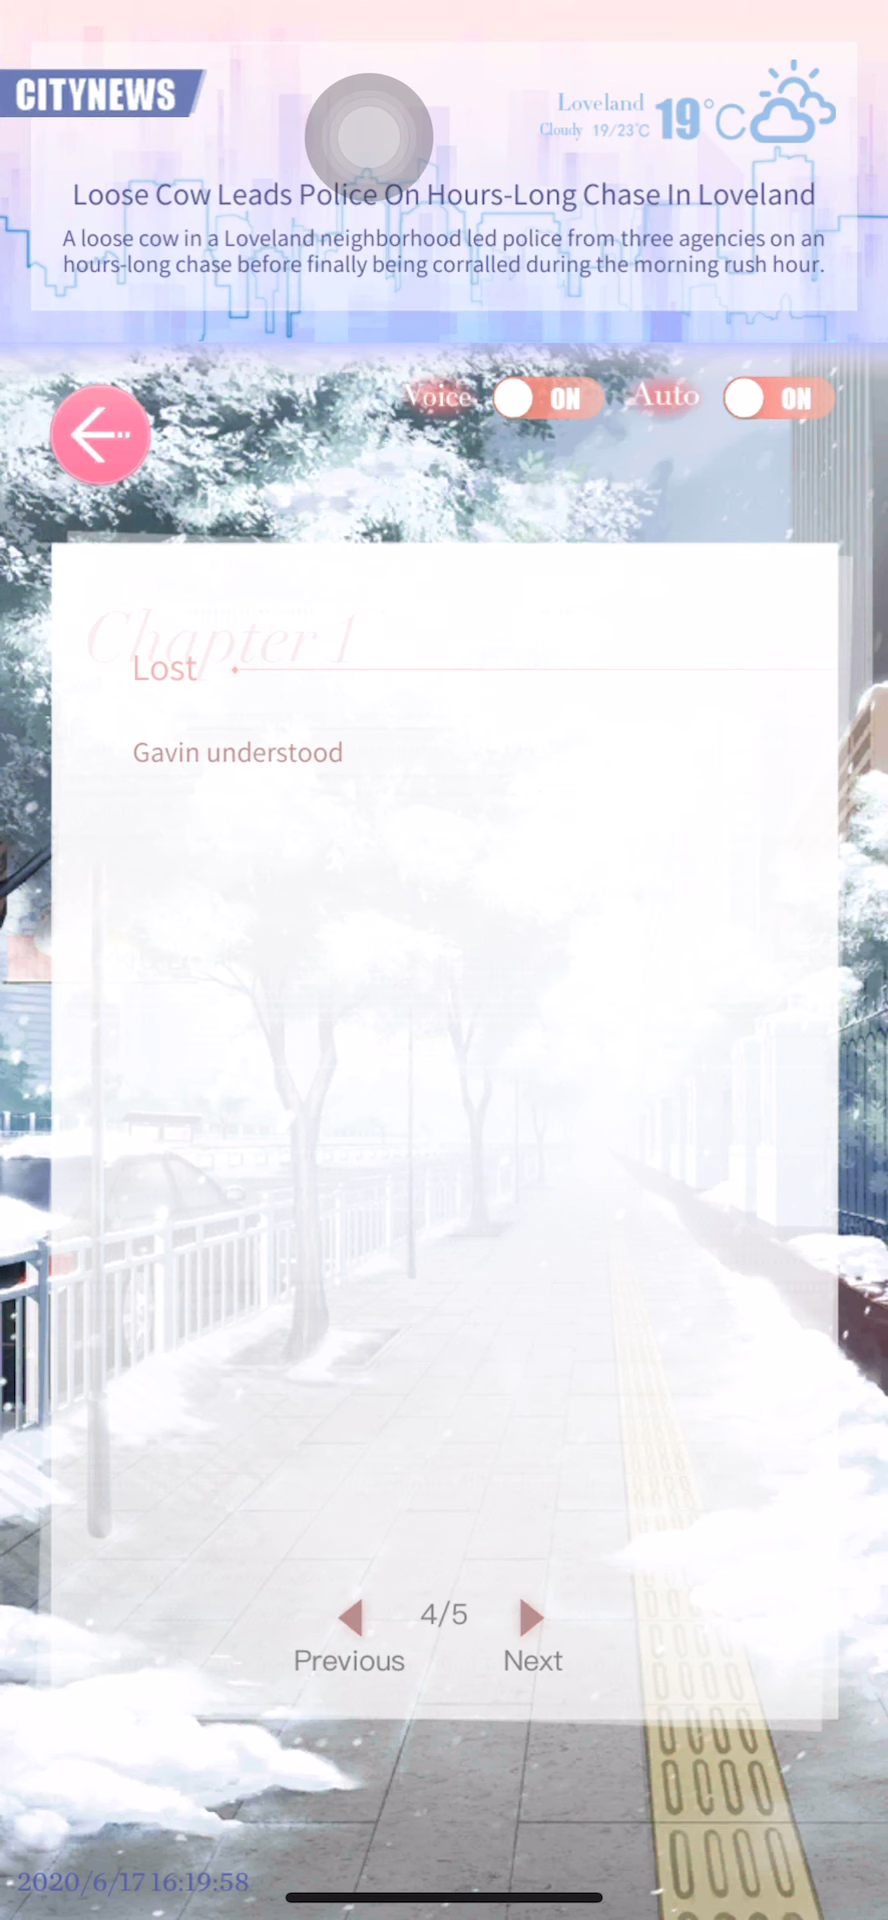 CITYNEWS
Loveland
Cloudy 19/23°C
19°C
Loose Cow Leads Police On Hours-Long Chase In Loveland
A loose cow in a Loveland neighborhood led police from three agencies on an
hours-long chase before finally being corralled during the morning rush hour.
Voice ON Auto ON
Chapter 1
Lost
Gavin understood
4/5
Previous Next
2020/6/17 16:19:58